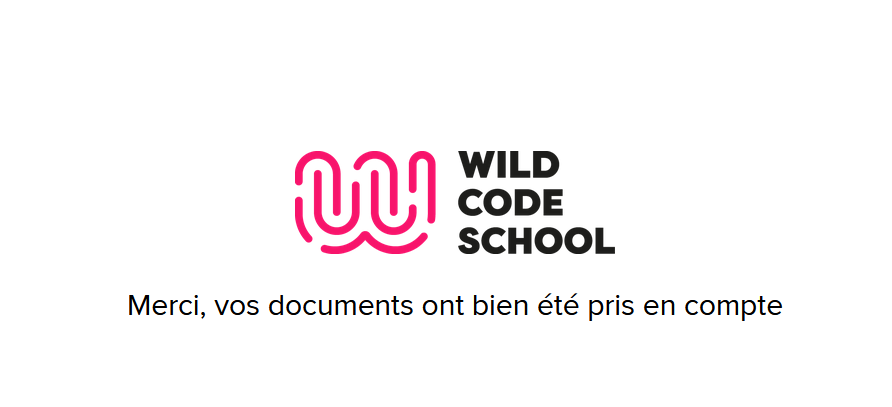 WILD
CODE
SCHOOL
Merci, vos documents ont bien été pris en compte